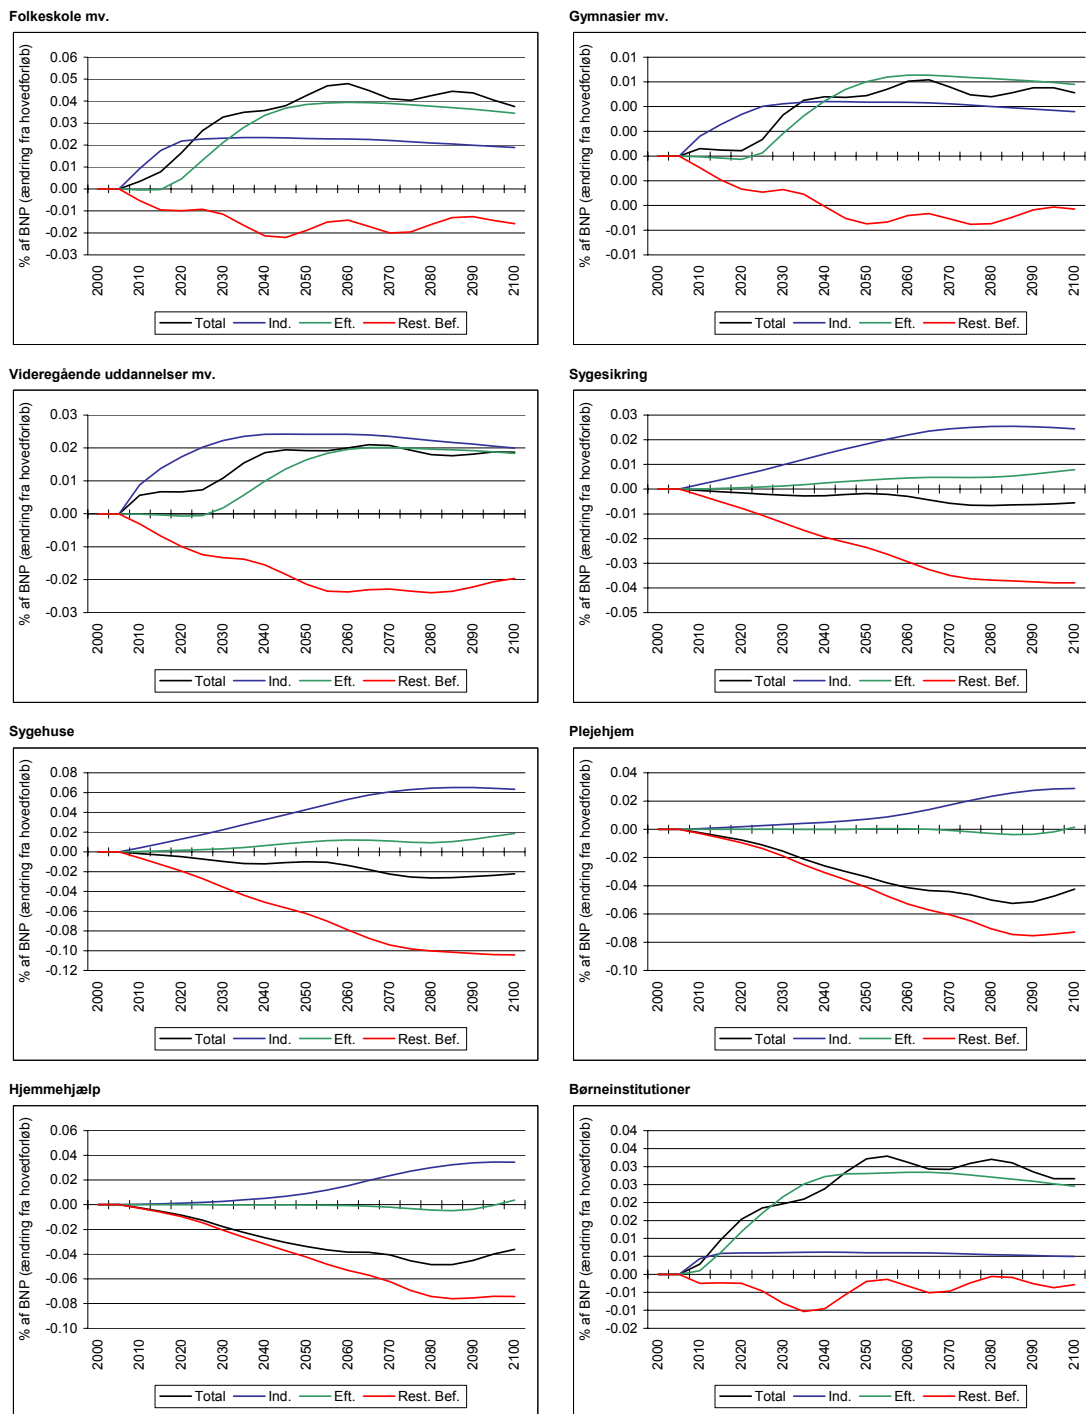 Folkeskole mv.
% af BNP (ændring fra hovedforløb)
0.06
0.05
0.04
0.03
0.02
0.01
0.00
-0.01
-0.02
-0.03
2000 2010 2020 2030 2040 2050 2060 2070 2080 2090 2100
Total Ind. Eft. Rest. Bef.
Gymnasier mv.
% af BNP (ændring fra hovedforløb)
0.01
0.01
0.00
0.00
0.00
0.00
0.00
-0.01
-0.01
2000 2010 2020 2030 2040 2050 2060 2070 2080 2090 2100
Total Ind. Eft. Rest. Bef.
Videregående uddannelser mv.
% af BNP (ændring fra hovedforløb)
0.03
0.02
0.01
0.00
-0.01
-0.02
-0.03
2000 2010 2020 2030 2040 2050 2060 2070 2080 2090 2100
Total Ind. Eft. Rest. Bef.
Sygesikring
% af BNP (ændring fra hovedforløb)
0.03
0.02
0.01
0.00
-0.01
-0.02
-0.03
-0.04
-0.05
2000 2010 2020 2030 2040 2050 2060 2070 2080 2090 2100
Total Ind. Eft. Rest. Bef.
Sygehuse
% af BNP (ændring fra hovedforløb)
0.08
0.06
0.04
0.02
0.00
-0.02
-0.04
-0.06
-0.08
-0.10
-0.12
2000 2010 2020 2030 2040 2050 2060 2070 2080 2090 2100
Total Ind. Eft. Rest. Bef.
Plejehjem
% af BNP (ændring fra hovedforløb)
0.04
0.02
0.00
-0.02
-0.04
-0.06
-0.08
-0.10
2000 2010 2020 2030 2040 2050 2060 2070 2080 2090 2100
Total Ind. Eft. Rest. Bef.
Hjemmehjælp
% af BNP (ændring fra hovedforløb)
0.06
0.04
0.02
0.00
-0.02
-0.04
-0.06
-0.08
-0.10
2000 2010 2020 2030 2040 2050 2060 2070 2080 2090 2100
Total Ind. Eft. Rest. Bef.
Børneinstitutioner
% af BNP (ændring fra hovedforløb)
0.04
0.04
0.03
0.03
0.02
0.02
0.01
0.01
0.00
-0.01
-0.01
-0.02
2000 2010 2020 2030 2040 2050 2060 2070 2080 2090 2100
Total Ind. Eft. Rest. Bef.